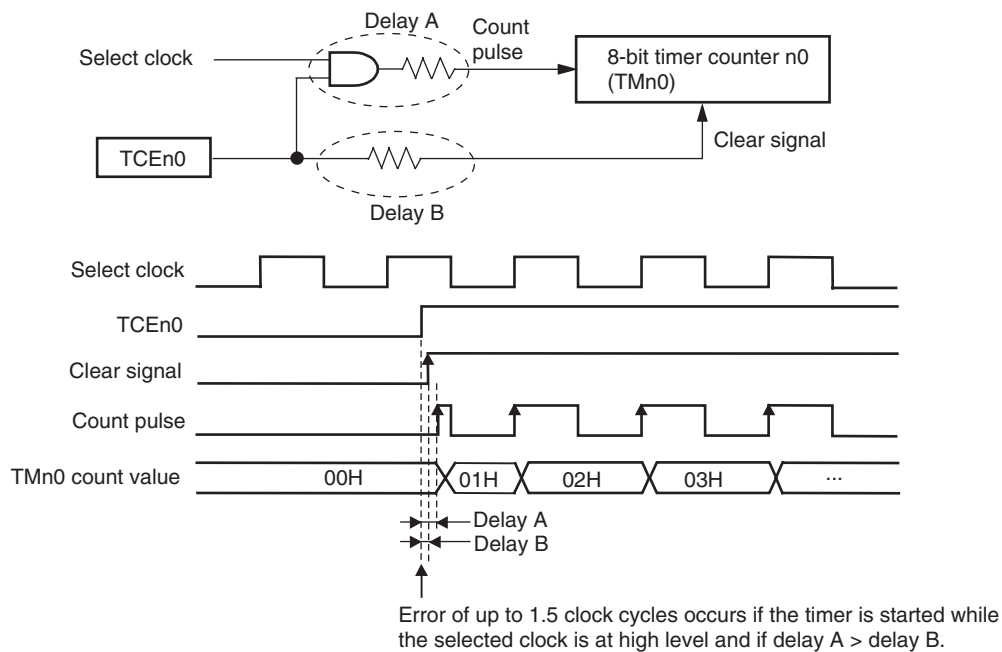 Delay A
Select clock
Count
pulse
8-bit timer counter n0
(TMn0)
TCEn0
Clear signal
Delay B
Select clock
TCEn0
Clear signal
Count pulse
TMn0 count value
00H
01H
02H
03H
...
Delay A
Delay B
Error of up to 1.5 clock cycles occurs if the timer is started while
the selected clock is at high level and if delay A > delay B.